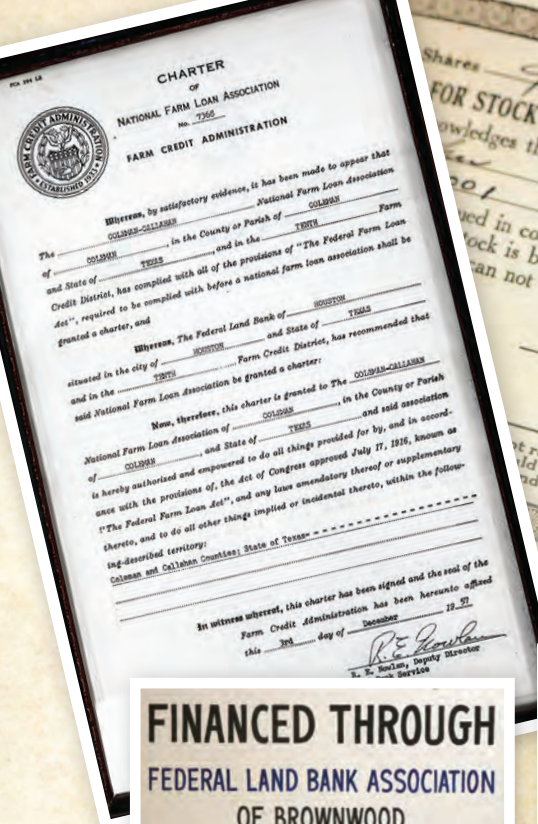 FCA 294 LB
CHARTER
OF
NATIONAL FARM LOAN ASSOCIATION
No. 7366
FARM CREDIT ADMINISTRATION
FARM CREDIT ADMINISTRATION
ESTABLISHED 1933
Whereas, by satisfactory evidence, it has been made to appear that
The COLEMAN-CALLAHAN National Farm Loan Association
of COLEMAN, in the County or Parish of COLEMAN
and State of TEXAS, and in the TENTH Farm
Credit District, has complied with all of the provisions of "The Federal Farm Loan
Act", required to be complied with before a national farm loan association shall be
granted a charter, and
Whereas, The Federal Land Bank of HOUSTON
situated in the city of HOUSTON and State of TEXAS
and in the TENTH Farm Credit District, has recommended that
said National Farm Loan Association be granted a charter:
Now, therefore, this charter is granted to The COLEMAN-CALLAHAN
National Farm Loan Association of COLEMAN, in the County or Parish
of COLEMAN, and State of TEXAS and said association
is hereby authorized and empowered to do all things provided for by, and in accord-
ance with the provisions of, the Act of Congress approved July 17, 1916, known as
"The Federal Farm Loan Act", and any laws amendatory thereof or supplementary
thereto, and to do all other things implied or incidental thereto, within the follow-
ing-described territory:
Coleman and Callahan Counties; State of Texas
In witness whereof, this charter has been signed and the seal of the
Farm Credit Administration has been hereunto affixed
this 3rd day of December 19 57
R. E. Nowlan
R. E. Nowlan, Deputy Director
Service
Shares
FOR STOCK
owledges th
ued in co
tock is b
an not
FINANCED THROUGH
FEDERAL LAND BANK ASSOCIATION
OF BROWNWOOD